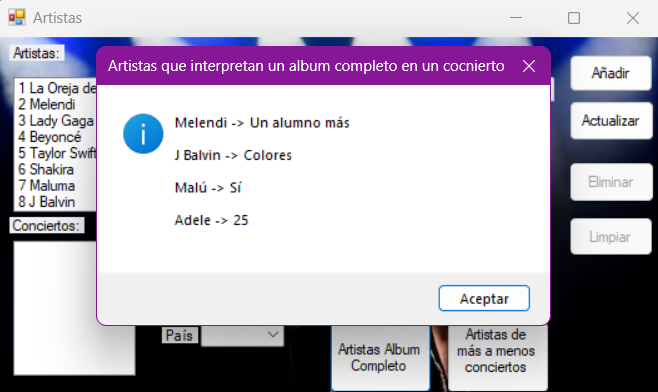 Artistas
Artistas:
Artistas que interpretan un album completo en un cocnierto
Melendi -> Un alumno más
J Balvin -> Colores
Malú -> Sí
Adele -> 25
Aceptar
1 La Oreja de
2 Melendi
3 Lady Gaga
4 Beyoncé
5 Taylor Swift
6 Shakira
7 Maluma
8 J Balvin
Conciertos:
País
Artistas Album
Completo
Artistas de
más a menos
conciertos
Añadir
Actualizar
Eliminar
Limpiar